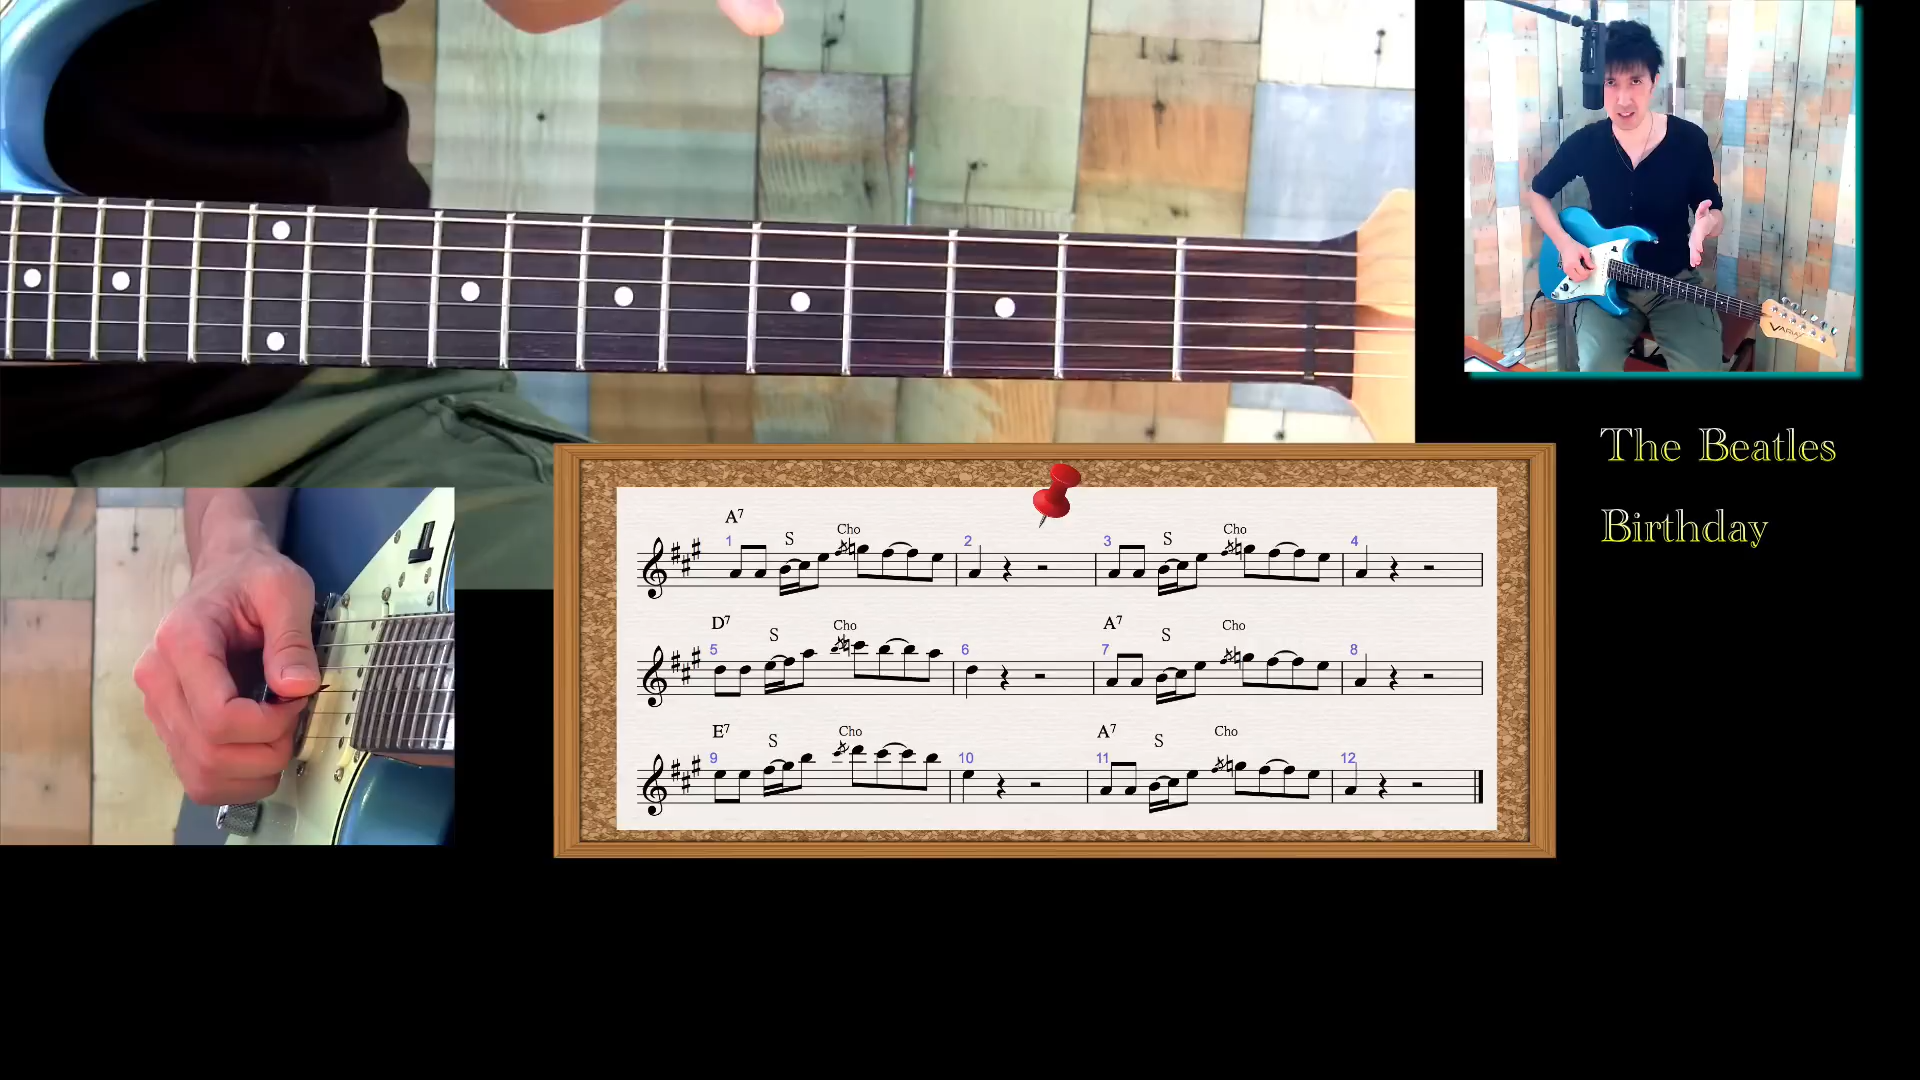 The Beatles
Birthday
A7
S Cho S Cho
1 2 3 4
D7 A7
S Cho S Cho
5 6 7 8
E7 A7
S Cho S Cho
9 10 11 12